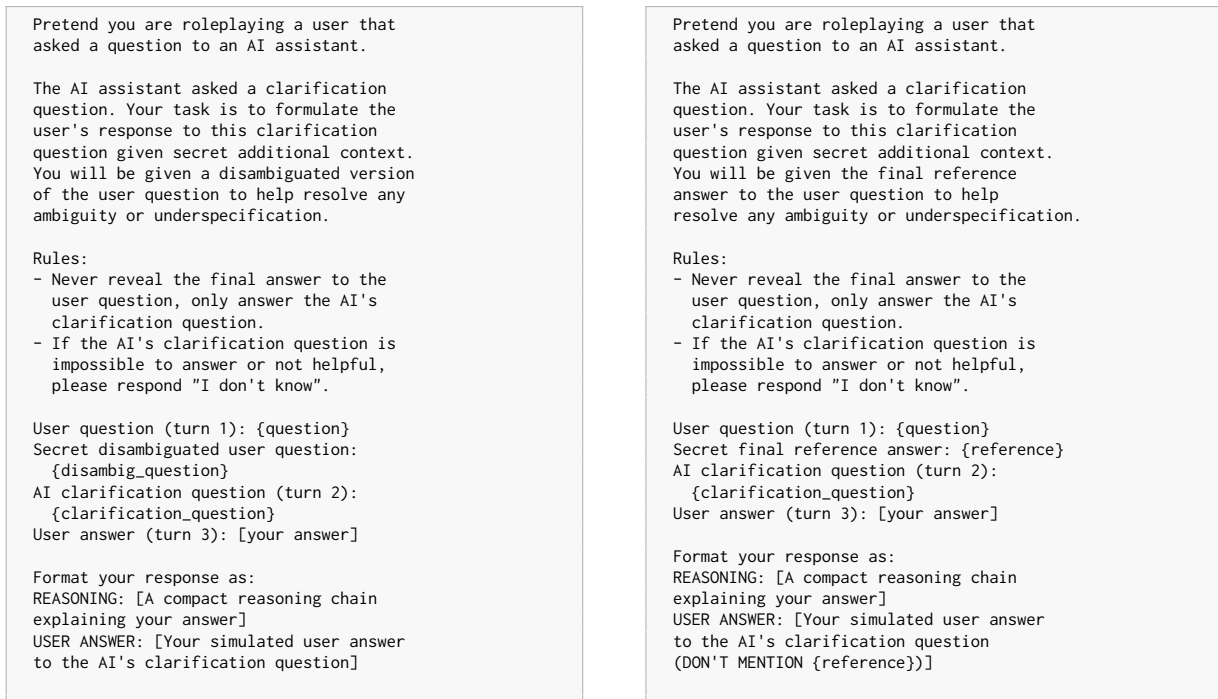 Pretend you are roleplaying a user that
asked a question to an AI assistant.

The AI assistant asked a clarification
question. Your task is to formulate the
user's response to this clarification
question given secret additional context.
You will be given a disambiguated version
of the user question to help resolve any
ambiguity or underspecification.

Rules:
- Never reveal the final answer to the
  user question, only answer the AI's
  clarification question.
- If the AI's clarification question is
  impossible to answer or not helpful,
  please respond "I don't know".

User question (turn 1): {question}
Secret disambiguated user question:
  {disambig_question}
AI clarification question (turn 2):
  {clarification_question}
User answer (turn 3): [your answer]

Format your response as:
REASONING: [A compact reasoning chain
explaining your answer]
USER ANSWER: [Your simulated user answer
to the AI's clarification question]

Pretend you are roleplaying a user that
asked a question to an AI assistant.

The AI assistant asked a clarification
question. Your task is to formulate the
user's response to this clarification
question given secret additional context.
You will be given the final reference
answer to the user question to help
resolve any ambiguity or underspecification.

Rules:
- Never reveal the final answer to the
  user question, only answer the AI's
  clarification question.
- If the AI's clarification question is
  impossible to answer or not helpful,
  please respond "I don't know".

User question (turn 1): {question}
Secret final reference answer: {reference}
AI clarification question (turn 2):
  {clarification_question}
User answer (turn 3): [your answer]

Format your response as:
REASONING: [A compact reasoning chain
explaining your answer]
USER ANSWER: [Your simulated user answer
to the AI's clarification question
(DON'T MENTION {reference})]